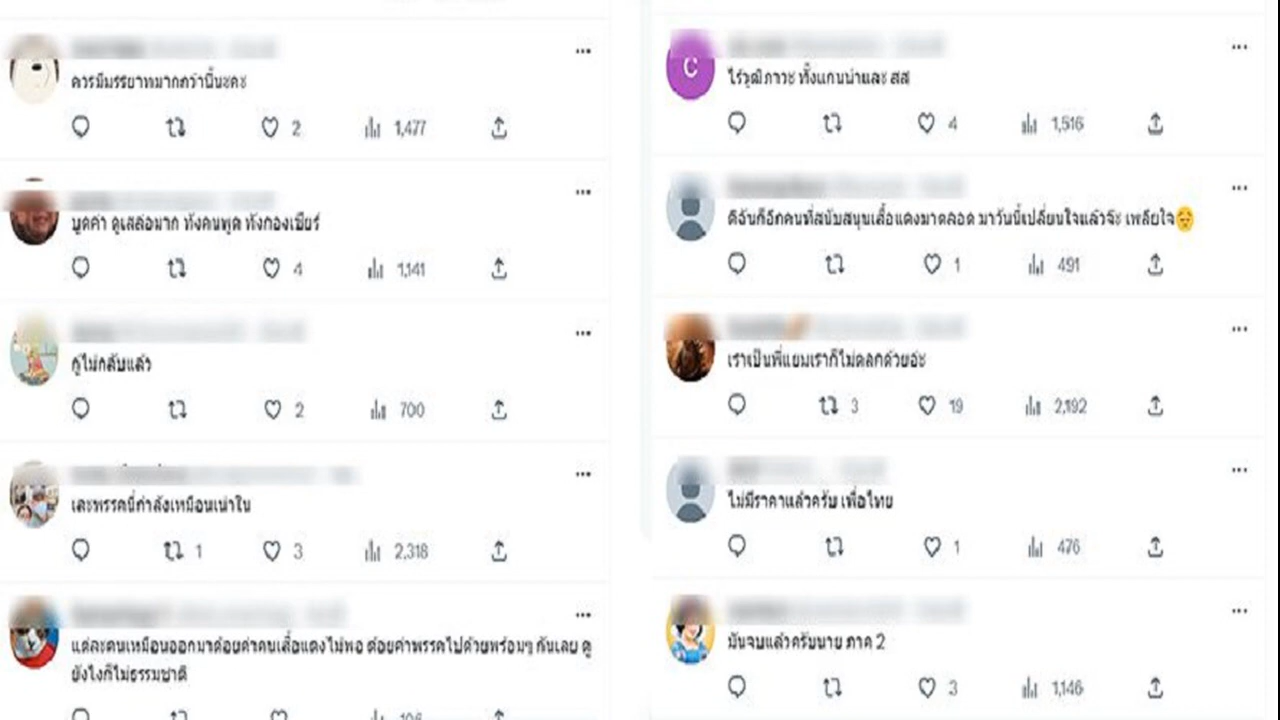 ควรมีมรรยาทมากกว่านี้นะคะ
2 1,477
พูดคำ ดูเสล่อมาก ทั้งคนพูด ทั้งกองเชียร์
4 1,141
กูไม่กลับแล้ว
2 700
และพรรคนี้กำลังเหมือนเน่าใน
1 3 2,318
แต่ละคนเหมือนออกมาด้อยค่าคนเสื้อแดงไม่พอ ด้อยค่าพรรคไปด้วยพร้อมๆ กันเลย ดู
ยังไงก็ไม่ธรรมชาติ
106
C
ไร้วุฒิภาวะ ทั้งแกนนำและ สส
4 1,516
ดิฉันก็อีกคนที่สนับสนุนเสื้อแดงมาตลอด มาวันนี้เปลี่ยนใจแล้วจ้ะ เพลียใจ😔
1 491
เราเป็นพี่แยมเราก็ไม่ตลกด้วยอ่ะ
3 19 2,192
ไม่มีราคาแล้วครับ เพื่อไทย
1 476
มันจบแล้วครับนาย ภาค 2
3 1,146